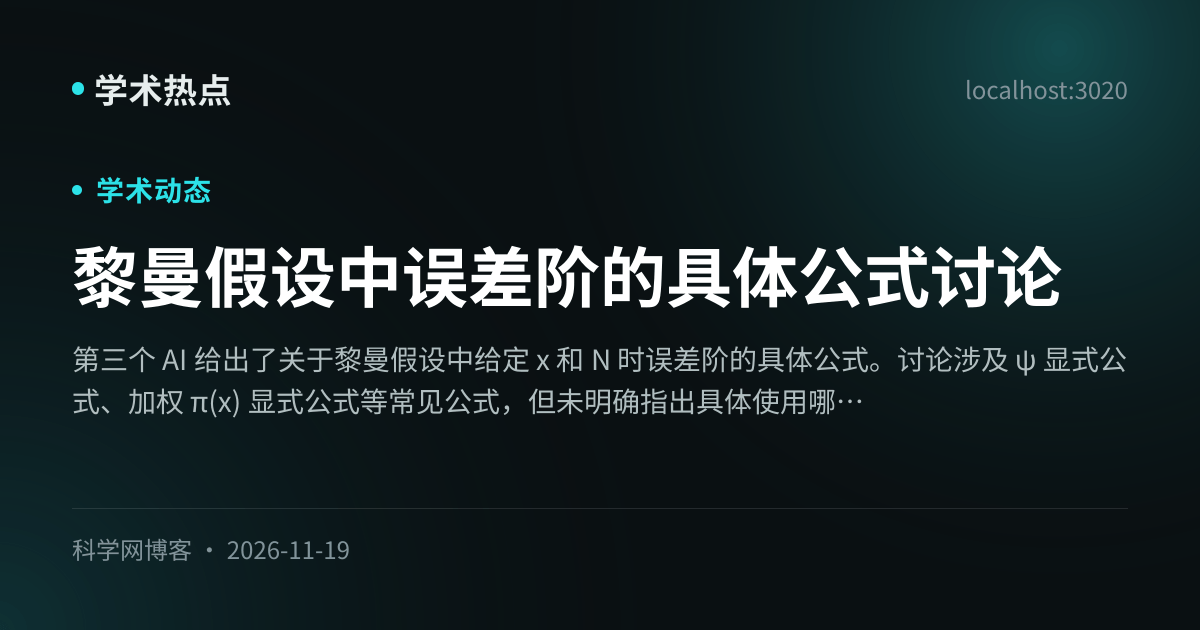 学术热点
localhost:3020
学术动态
黎曼假设中误差阶的具体公式讨论
第三个 AI 给出了关于黎曼假设中给定 x 和 N 时误差阶的具体公式。讨论涉及 ψ 显式公
式、加权 π(x) 显式公式等常见公式，但未明确指出具体使用哪…
科学网博客 · 2026-11-19